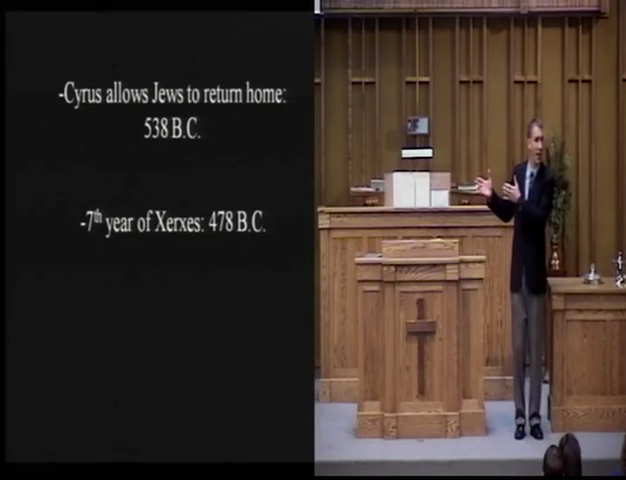 -Cyrus allows Jews to return home:
538 B.C.
-7th year of Xerxes: 478 B.C.